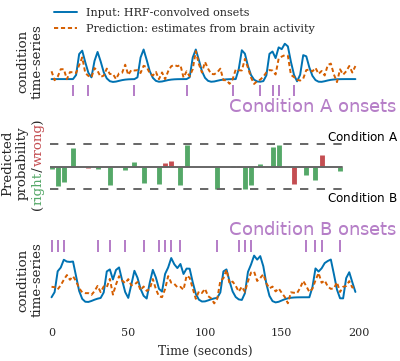 Input: HRF-convolved onsets
Prediction: estimates from brain activity
condition
time-series
Condition A onsets
Predicted
probability
(right/wrong)
Condition A
Condition B
Condition B onsets
condition
time-series
0 50 100 150 200
Time (seconds)